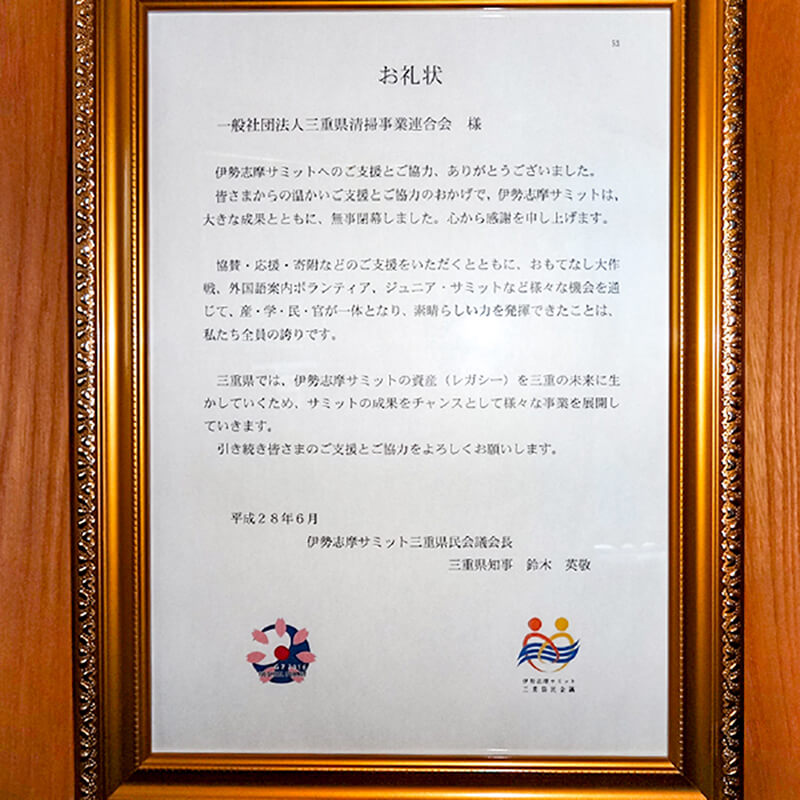 53
お礼状
一般社団法人三重県清掃事業連合会　様
伊勢志摩サミットへのご支援とご協力、ありがとうございました。
皆さまからの温かいご支援とご協力のおかげで、伊勢志摩サミットは、
大きな成果とともに、無事閉幕しました。心から感謝を申し上げます。
協賛・応援・寄附などのご支援をいただくとともに、おもてなし大作
戦、外国語案内ボランティア、ジュニア・サミットなど様々な機会を通
じて、産・学・民・官が一体となり、素晴らしい力を発揮できたことは、
私たち全員の誇りです。
三重県では、伊勢志摩サミットの資産（レガシー）を三重の未来に生
かしていくため、サミットの成果をチャンスとして様々な事業を展開し
ていきます。
引き続き皆さまのご支援とご協力をよろしくお願いします。
平成２８年６月
伊勢志摩サミット三重県民会議会長
三重県知事　鈴木　英敬
伊勢志摩サミット
三重県民会議